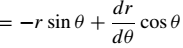 = −r sin θ + dr/dθ cos θ